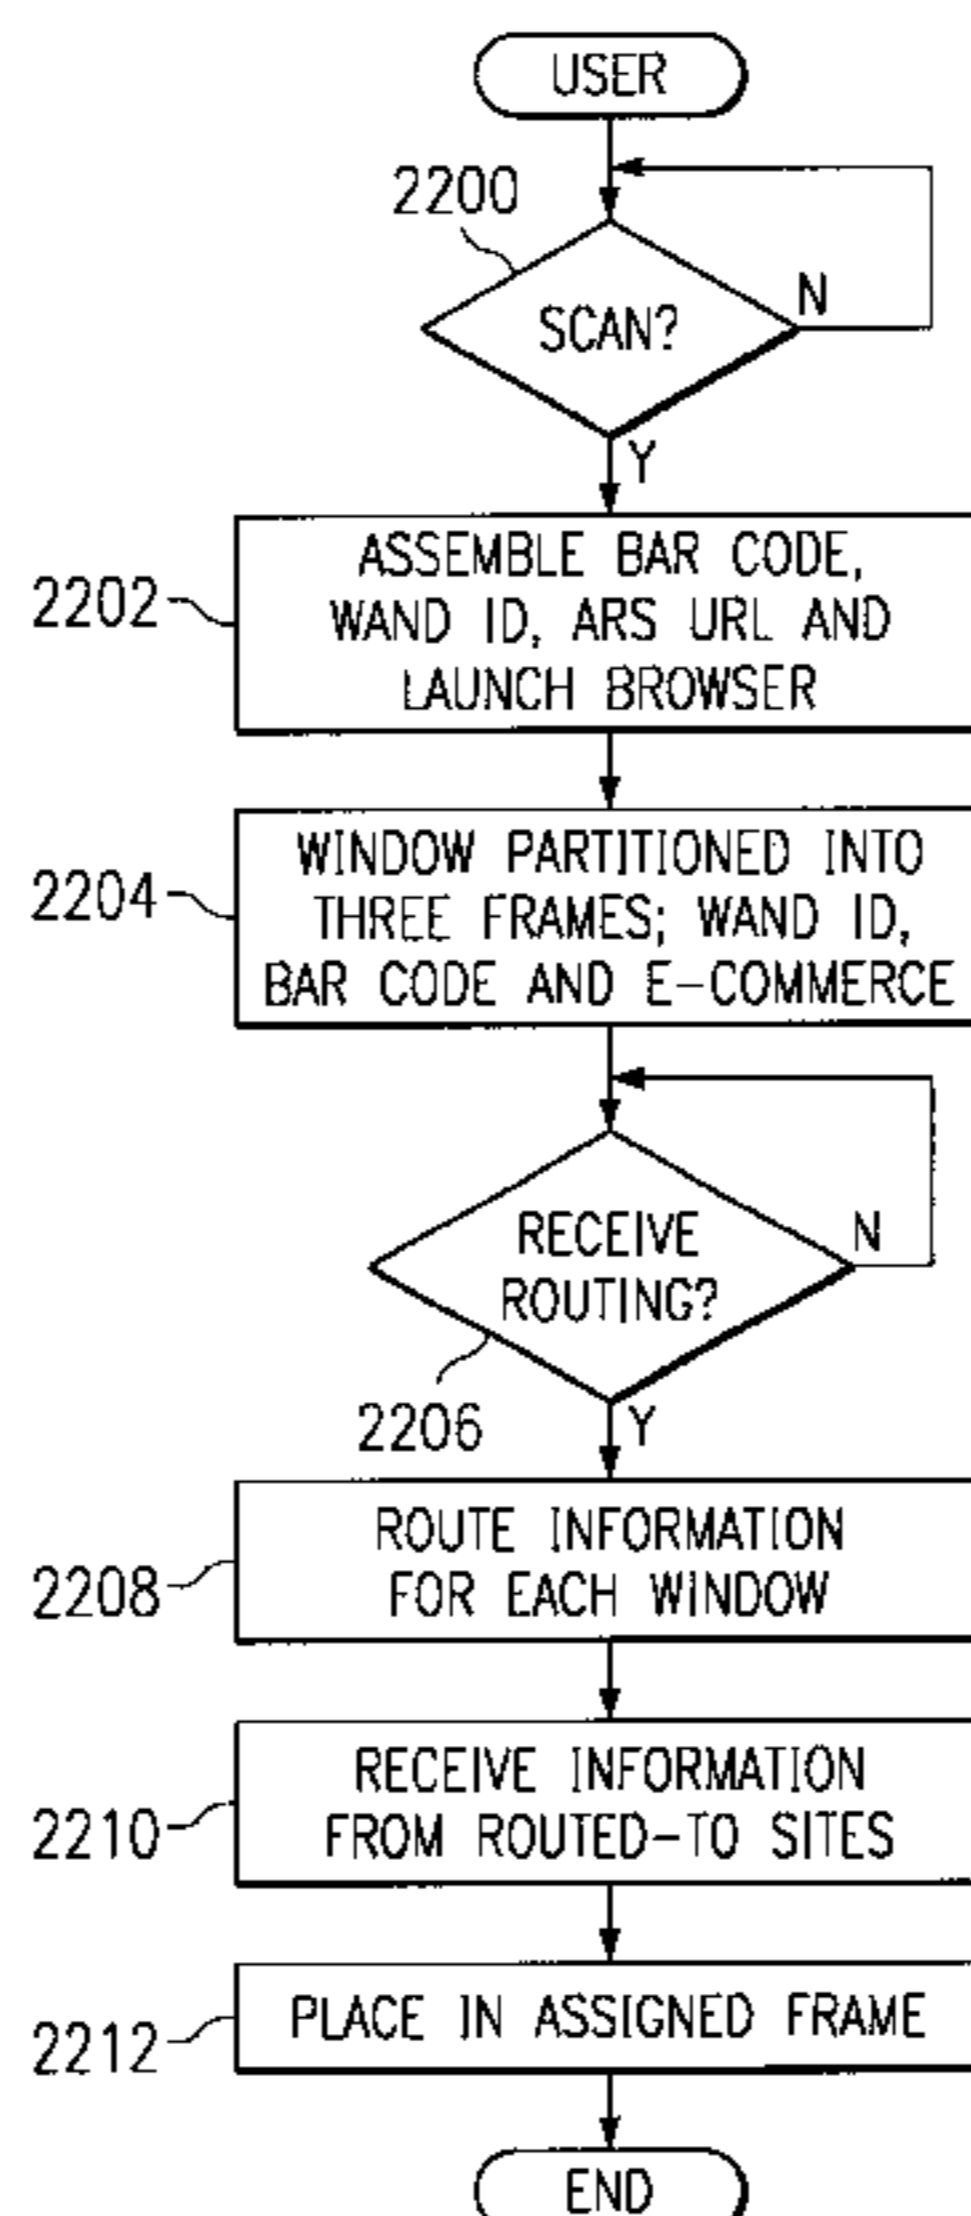 USER
2200
SCAN?
N
Y
2202
ASSEMBLE BAR CODE,
WAND ID, ARS URL AND
LAUNCH BROWSER
2204
WINDOW PARTITIONED INTO
THREE FRAMES; WAND ID,
BAR CODE AND E-COMMERCE
RECEIVE
ROUTING?
N
2206
Y
2208
ROUTE INFORMATION
FOR EACH WINDOW
2210
RECEIVE INFORMATION
FROM ROUTED-TO SITES
2212
PLACE IN ASSIGNED FRAME
END